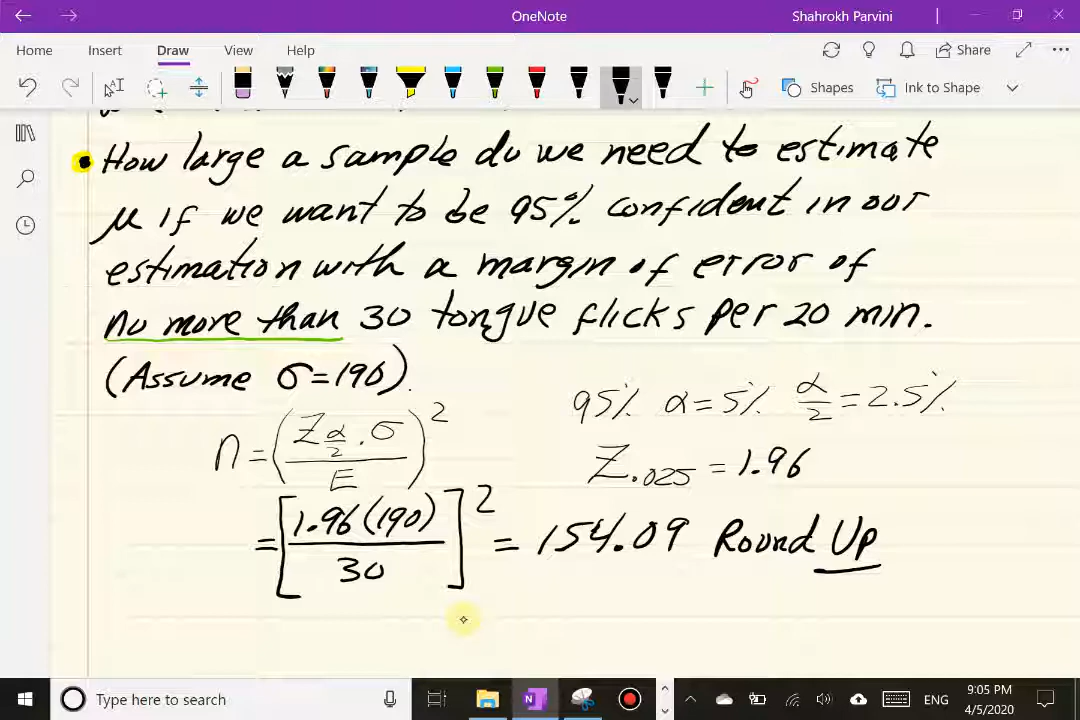 OneNote
Shahrokh Parvini
Home Insert Draw View Help
Share
Shapes
Ink to Shape
How large a sample do we need to estimate
μ if we want to be 95% confident in our
estimation with a margin of error of
no more than 30 tongue flicks per 20 min.
(Assume σ=190).
95% α=5% α/2=2.5%
n=(Zα/2.σ/E)²
Z.025=1.96
=[1.96(190)/30]²=154.09 Round Up
Type here to search
ENG
9:05 PM
4/5/2020